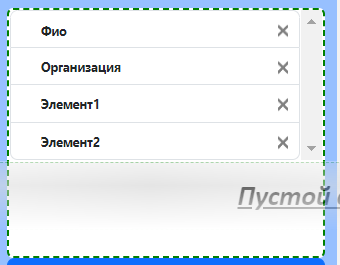 Фио
Организация
Элемент1
Элемент2
Пустой